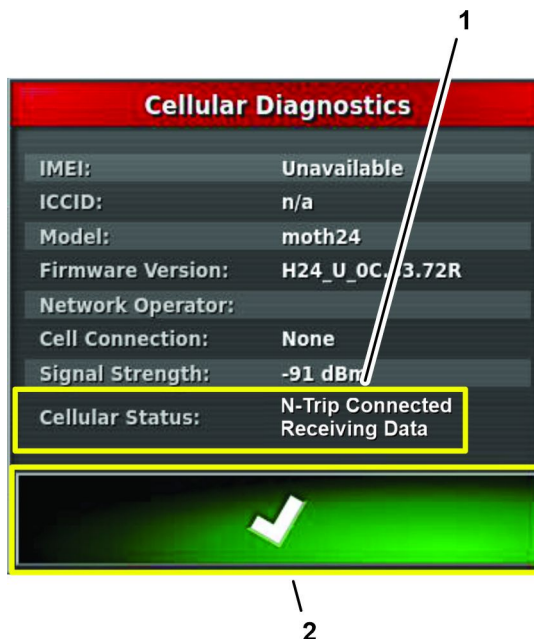 1
Cellular Diagnostics
IMEI: Unavailable
ICCID: n/a
Model: moth24
Firmware Version:
Network Operator:
Cell Connection: None
Signal Strength: -91 dBm
Cellular Status: N-Trip Connected
Receiving Data
2